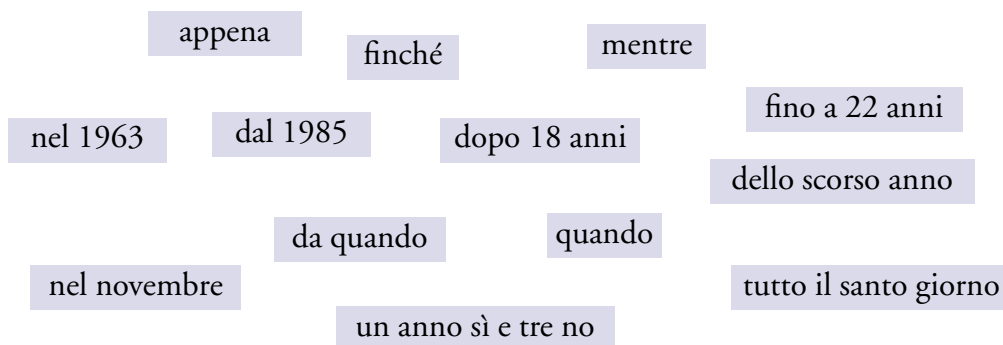 appena
finché
mentre
fino a 22 anni
nel 1963
dal 1985
dopo 18 anni
dello scorso anno
da quando
quando
nel novembre
tutto il santo giorno
un anno sì e tre no